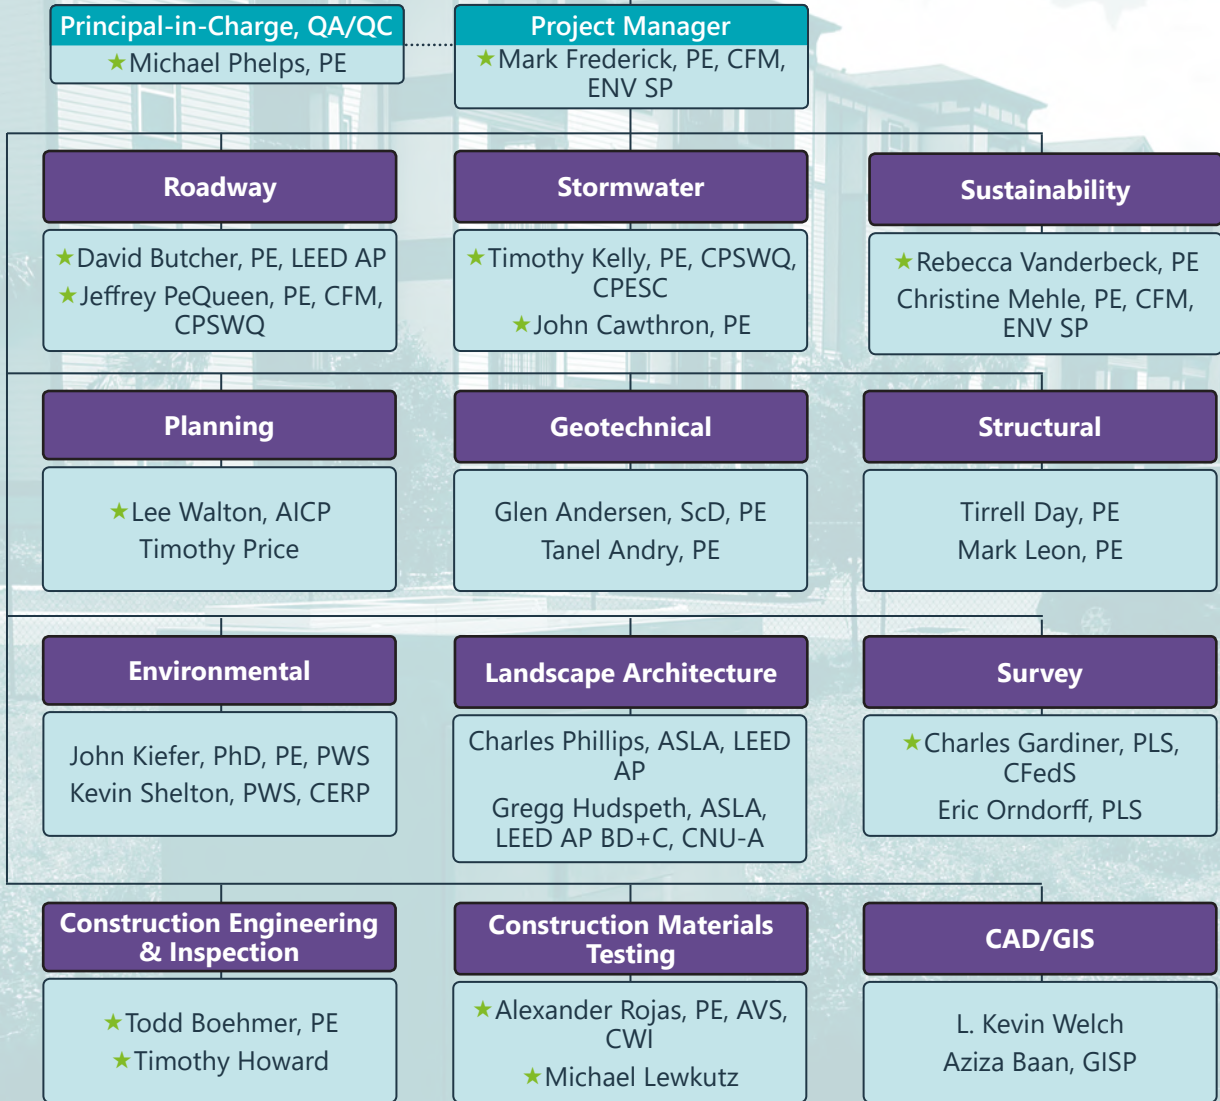 Principal-in-Charge, QA/QC
★Michael Phelps, PE
Project Manager
★Mark Frederick, PE, CFM,
ENV SP
Roadway
★David Butcher, PE, LEED AP
★Jeffrey PeQueen, PE, CFM,
CPSWQ
Stormwater
★Timothy Kelly, PE, CPSWQ,
CPESC
★John Cawthron, PE
Sustainability
★Rebecca Vanderbeck, PE
Christine Mehle, PE, CFM,
ENV SP
Planning
★Lee Walton, AICP
Timothy Price
Geotechnical
Glen Andersen, ScD, PE
Tanel Andry, PE
Structural
Tirrell Day, PE
Mark Leon, PE
Environmental
John Kiefer, PhD, PE, PWS
Kevin Shelton, PWS, CERP
Landscape Architecture
Charles Phillips, ASLA, LEED
AP
Gregg Hudspeth, ASLA,
LEED AP BD+C, CNU-A
Survey
★Charles Gardiner, PLS,
CFedS
Eric Orndorff, PLS
Construction Engineering
& Inspection
★Todd Boehmer, PE
★Timothy Howard
Construction Materials
Testing
★Alexander Rojas, PE, AVS,
CWI
★Michael Lewkutz
CAD/GIS
L. Kevin Welch
Aziza Baan, GISP